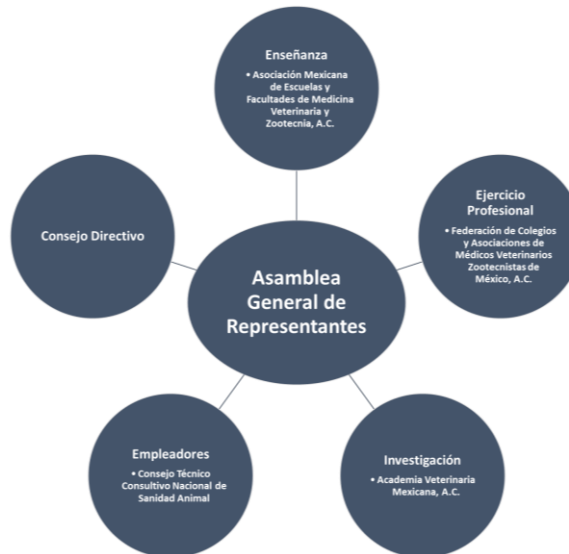 Enseñanza
• Asociación Mexicana
de Escuelas y
Facultades de Medicina
Veterinaria y
Zootecnía, A.C.
Ejercicio
Profesional
• Federación de Colegios
y Asociaciones de
Médicos Veterinarios
Zootecnistas de
México, A.C.
Consejo Directivo
Asamblea
General de
Representantes
Empleadores
• Consejo Técnico
Consultivo Nacional de
Sanidad Animal
Investigación
• Academia Veterinaria
Mexicana, A.C.